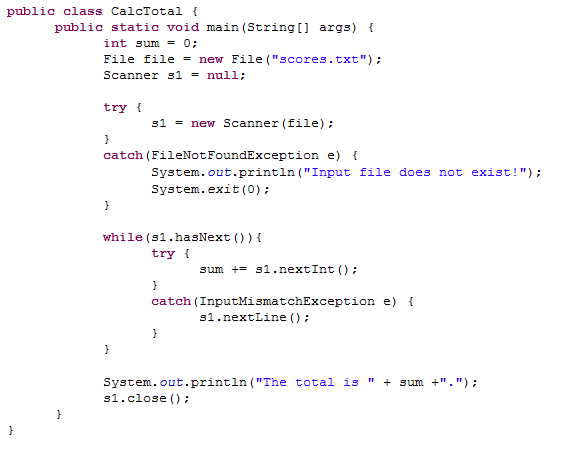 public class CalcTotal {
public static void main(String[] args) {
int sum = 0;
File file = new File("scores.txt");
Scanner s1 = null;
try {
s1 = new Scanner(file);
}
catch(FileNotFoundException e) {
System.out.println("Input file does not exist!");
System.exit(0);
}
while(s1.hasNext()){
try {
sum += s1.nextInt();
}
catch(InputMismatchException e) {
s1.nextLine();
}
}
System.out.println("The total is " + sum +".");
s1.close();
}
}